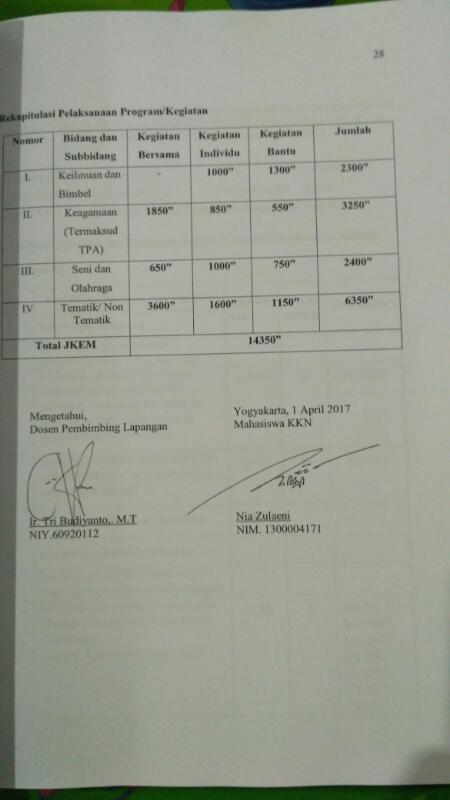 28
Rekapitulasi Pelaksanaan Program/Kegiatan
Nomor Bidang dan Subbidang Kegiatan Bersama Kegiatan Individu Kegiatan Bantu Jumlah
I. Keilmuan dan Bimbel - 1000" 1300" 2300"
II. Keagamaan (Termaksud TPA) 1850" 850" 550" 3250"
III. Seni dan Olahraga 650" 1000" 750" 2400"
IV Tematik/ Non Tematik 3600" 1600" 1150" 6350"
Total JKEM 14350"
Mengetahui,
Dosen Pembimbing Lapangan
Ir. Tri Budiyanto,. M.T
NIY.60920112
Yogyakarta, 1 April 2017
Mahasiswa KKN
Nia Zulaeni
NIM. 1300004171